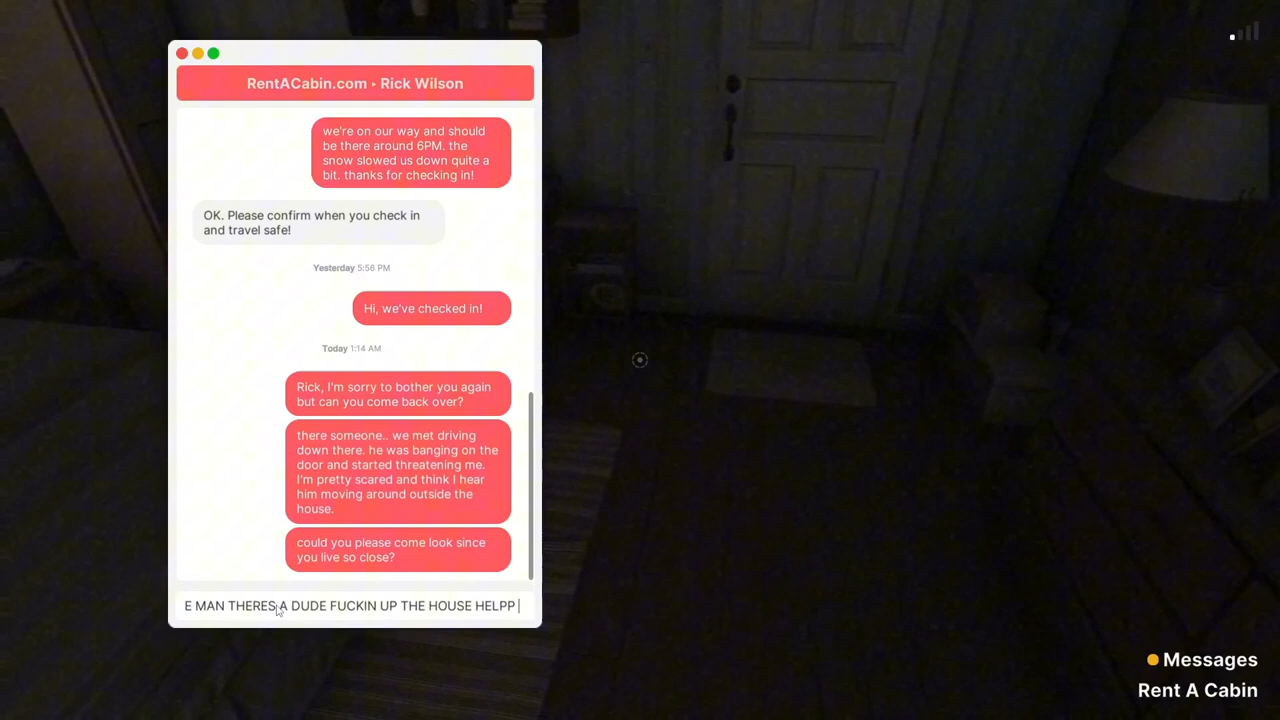 RentACabin.com ‣ Rick Wilson
we're on our way and should
be there around 6PM. the
snow slowed us down quite a
bit. thanks for checking in!
OK. Please confirm when you check in
and travel safe!
Yesterday 5:56 PM
Hi, we've checked in!
Today 1:14 AM
Rick, I'm sorry to bother you again
but can you come back over?
there someone.. we met driving
down there. he was banging on the
door and started threatening me.
I'm pretty scared and think I hear
him moving around outside the
house.
could you please come look since
you live so close?
E MAN THERES A DUDE FUCKIN UP THE HOUSE HELPP
Messages
Rent A Cabin